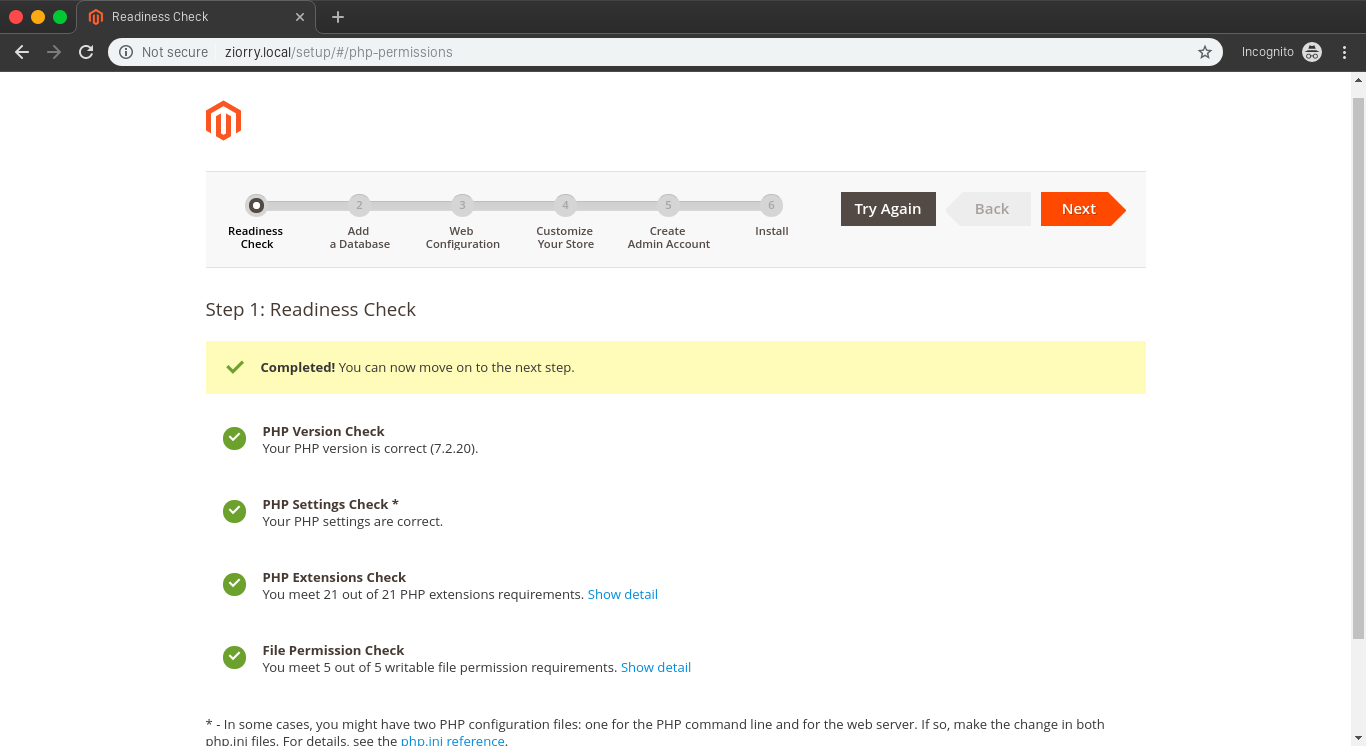 Readiness Check
Not secure ziorry.local/setup/#/php-permissions Incognito
2 3 4 5 6
Readiness Check
Add a Database
Web Configuration
Customize Your Store
Create Admin Account
Install
Try Again Back Next
Step 1: Readiness Check
Completed! You can now move on to the next step.
PHP Version Check
Your PHP version is correct (7.2.20).
PHP Settings Check *
Your PHP settings are correct.
PHP Extensions Check
You meet 21 out of 21 PHP extensions requirements. Show detail
File Permission Check
You meet 5 out of 5 writable file permission requirements. Show detail
* - In some cases, you might have two PHP configuration files: one for the PHP command line and for the web server. If so, make the change in both
php.ini files. For details, see the php.ini reference.